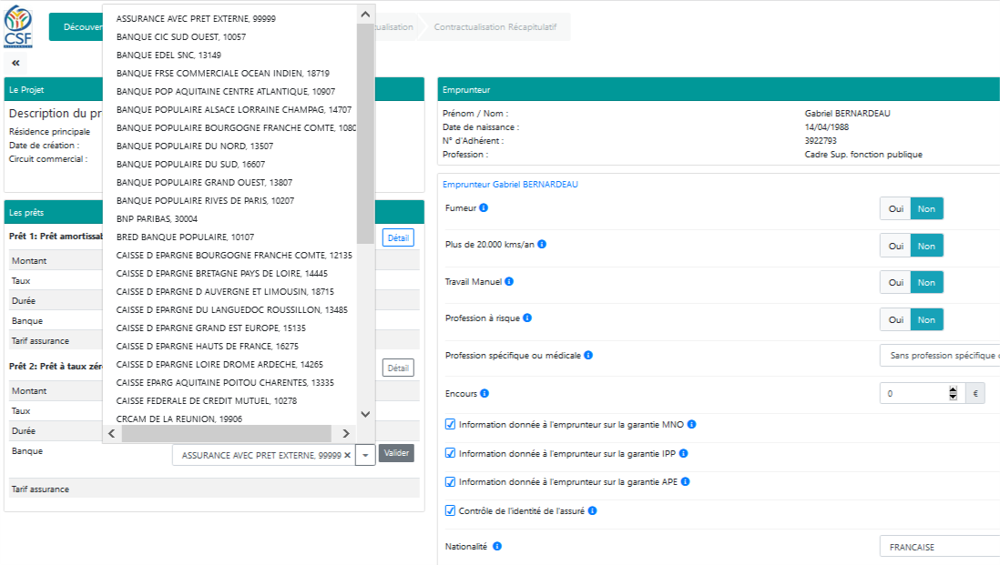 CSF
Découver
ualisation
Contractualisation Récapitulatif
«
ASSURANCE AVEC PRET EXTERNE, 99999
BANQUE CIC SUD OUEST, 10057
BANQUE EDEL SNC, 13149
BANQUE FRSE COMMERCIALE OCEAN INDIEN, 18719
BANQUE POP AQUITAINE CENTRE ATLANTIQUE, 10907
BANQUE POPULAIRE ALSACE LORRAINE CHAMPAG, 14707
BANQUE POPULAIRE BOURGOGNE FRANCHE COMTE, 1080
BANQUE POPULAIRE DU NORD, 13507
BANQUE POPULAIRE DU SUD, 16607
BANQUE POPULAIRE GRAND OUEST, 13807
BANQUE POPULAIRE RIVES DE PARIS, 10207
BNP PARIBAS, 30004
BRED BANQUE POPULAIRE, 10107
CAISSE D EPARGNE BOURGOGNE FRANCHE COMTE, 12135
CAISSE D EPARGNE BRETAGNE PAYS DE LOIRE, 14445
CAISSE D EPARGNE D AUVERGNE ET LIMOUSIN, 18715
CAISSE D EPARGNE DU LANGUEDOC ROUSSILLON, 13485
CAISSE D EPARGNE GRAND EST EUROPE, 15135
CAISSE D EPARGNE HAUTS DE FRANCE, 16275
CAISSE D EPARGNE LOIRE DROME ARDECHE, 14265
CAISSE EPARG AQUITAINE POITOU CHARENTES, 13335
CAISSE FEDERALE DE CREDIT MUTUEL, 10278
CRCAM DE LA REUNION, 19906
Le Projet
Description du pr
Résidence principale
Date de création :
Circuit commercial :
Les prêts
Prêt 1: Prêt amortissab
Détail
Montant
Taux
Durée
Banque
Tarif assurance
Prêt 2: Prêt à taux zér
Détail
Montant
Taux
Durée
Banque
ASSURANCE AVEC PRET EXTERNE, 99999 ×
Valider
Tarif assurance
Emprunteur
Prénom / Nom : Gabriel BERNARDEAU
Date de naissance : 14/04/1988
N° d'Adhérent : 3922793
Profession : Cadre Sup. fonction publique
Emprunteur Gabriel BERNARDEAU
Fumeur Oui Non
Plus de 20.000 kms/an Oui Non
Travail Manuel Oui Non
Profession à risque Oui Non
Profession spécifique ou médicale Sans profession spécifique
Encours 0 €
Information donnée à l'emprunteur sur la garantie MNO
Information donnée à l'emprunteur sur la garantie IPP
Information donnée à l'emprunteur sur la garantie APE
Contrôle de l'identité de l'assuré
Nationalité FRANCAISE